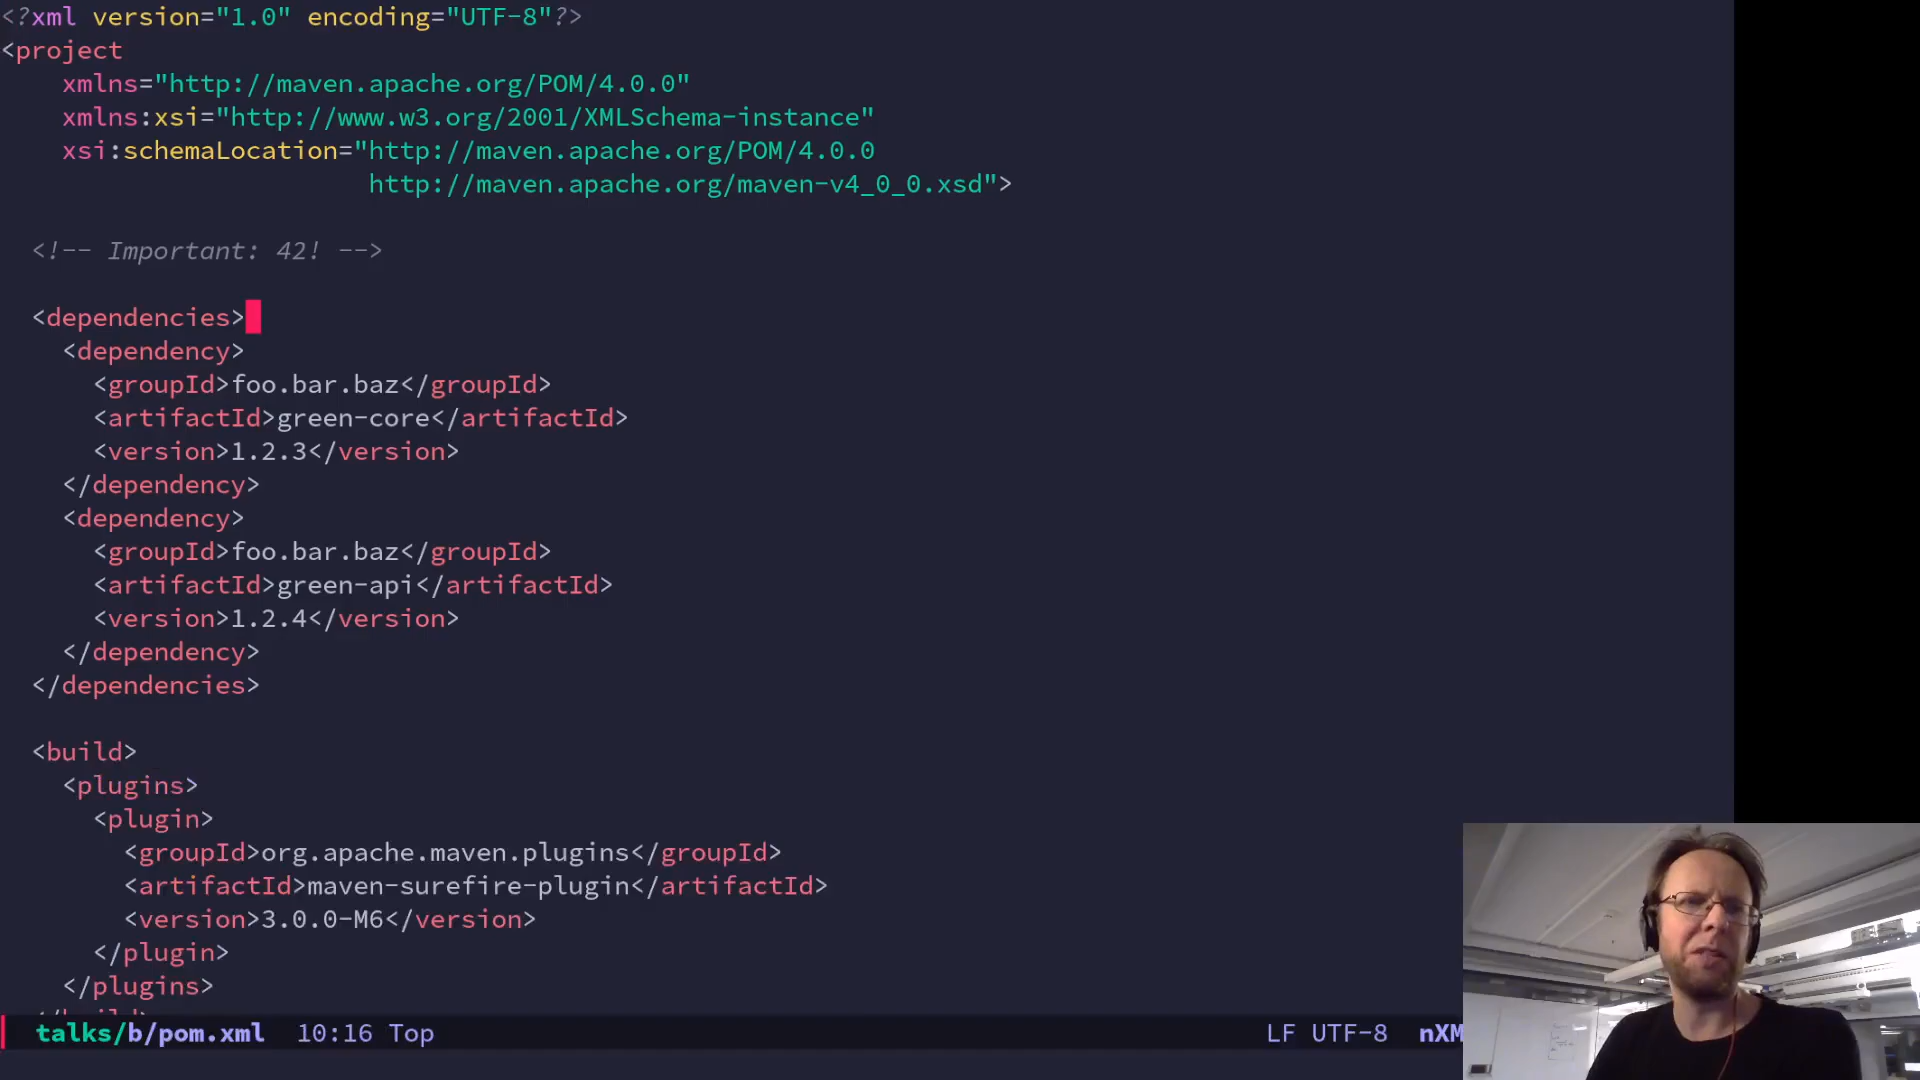 <?xml version="1.0" encoding="UTF-8"?>
<project
    xmlns="http://maven.apache.org/POM/4.0.0"
    xmlns:xsi="http://www.w3.org/2001/XMLSchema-instance"
    xsi:schemaLocation="http://maven.apache.org/POM/4.0.0
                        http://maven.apache.org/maven-v4_0_0.xsd">
  <!-- Important: 42! -->
  <dependencies>
    <dependency>
      <groupId>foo.bar.baz</groupId>
      <artifactId>green-core</artifactId>
      <version>1.2.3</version>
    </dependency>
    <dependency>
      <groupId>foo.bar.baz</groupId>
      <artifactId>green-api</artifactId>
      <version>1.2.4</version>
    </dependency>
  </dependencies>
  <build>
    <plugins>
      <plugin>
        <groupId>org.apache.maven.plugins</groupId>
        <artifactId>maven-surefire-plugin</artifactId>
        <version>3.0.0-M6</version>
      </plugin>
    </plugins>
talks/b/pom.xml 10:16 Top LF UTF-8 nXM